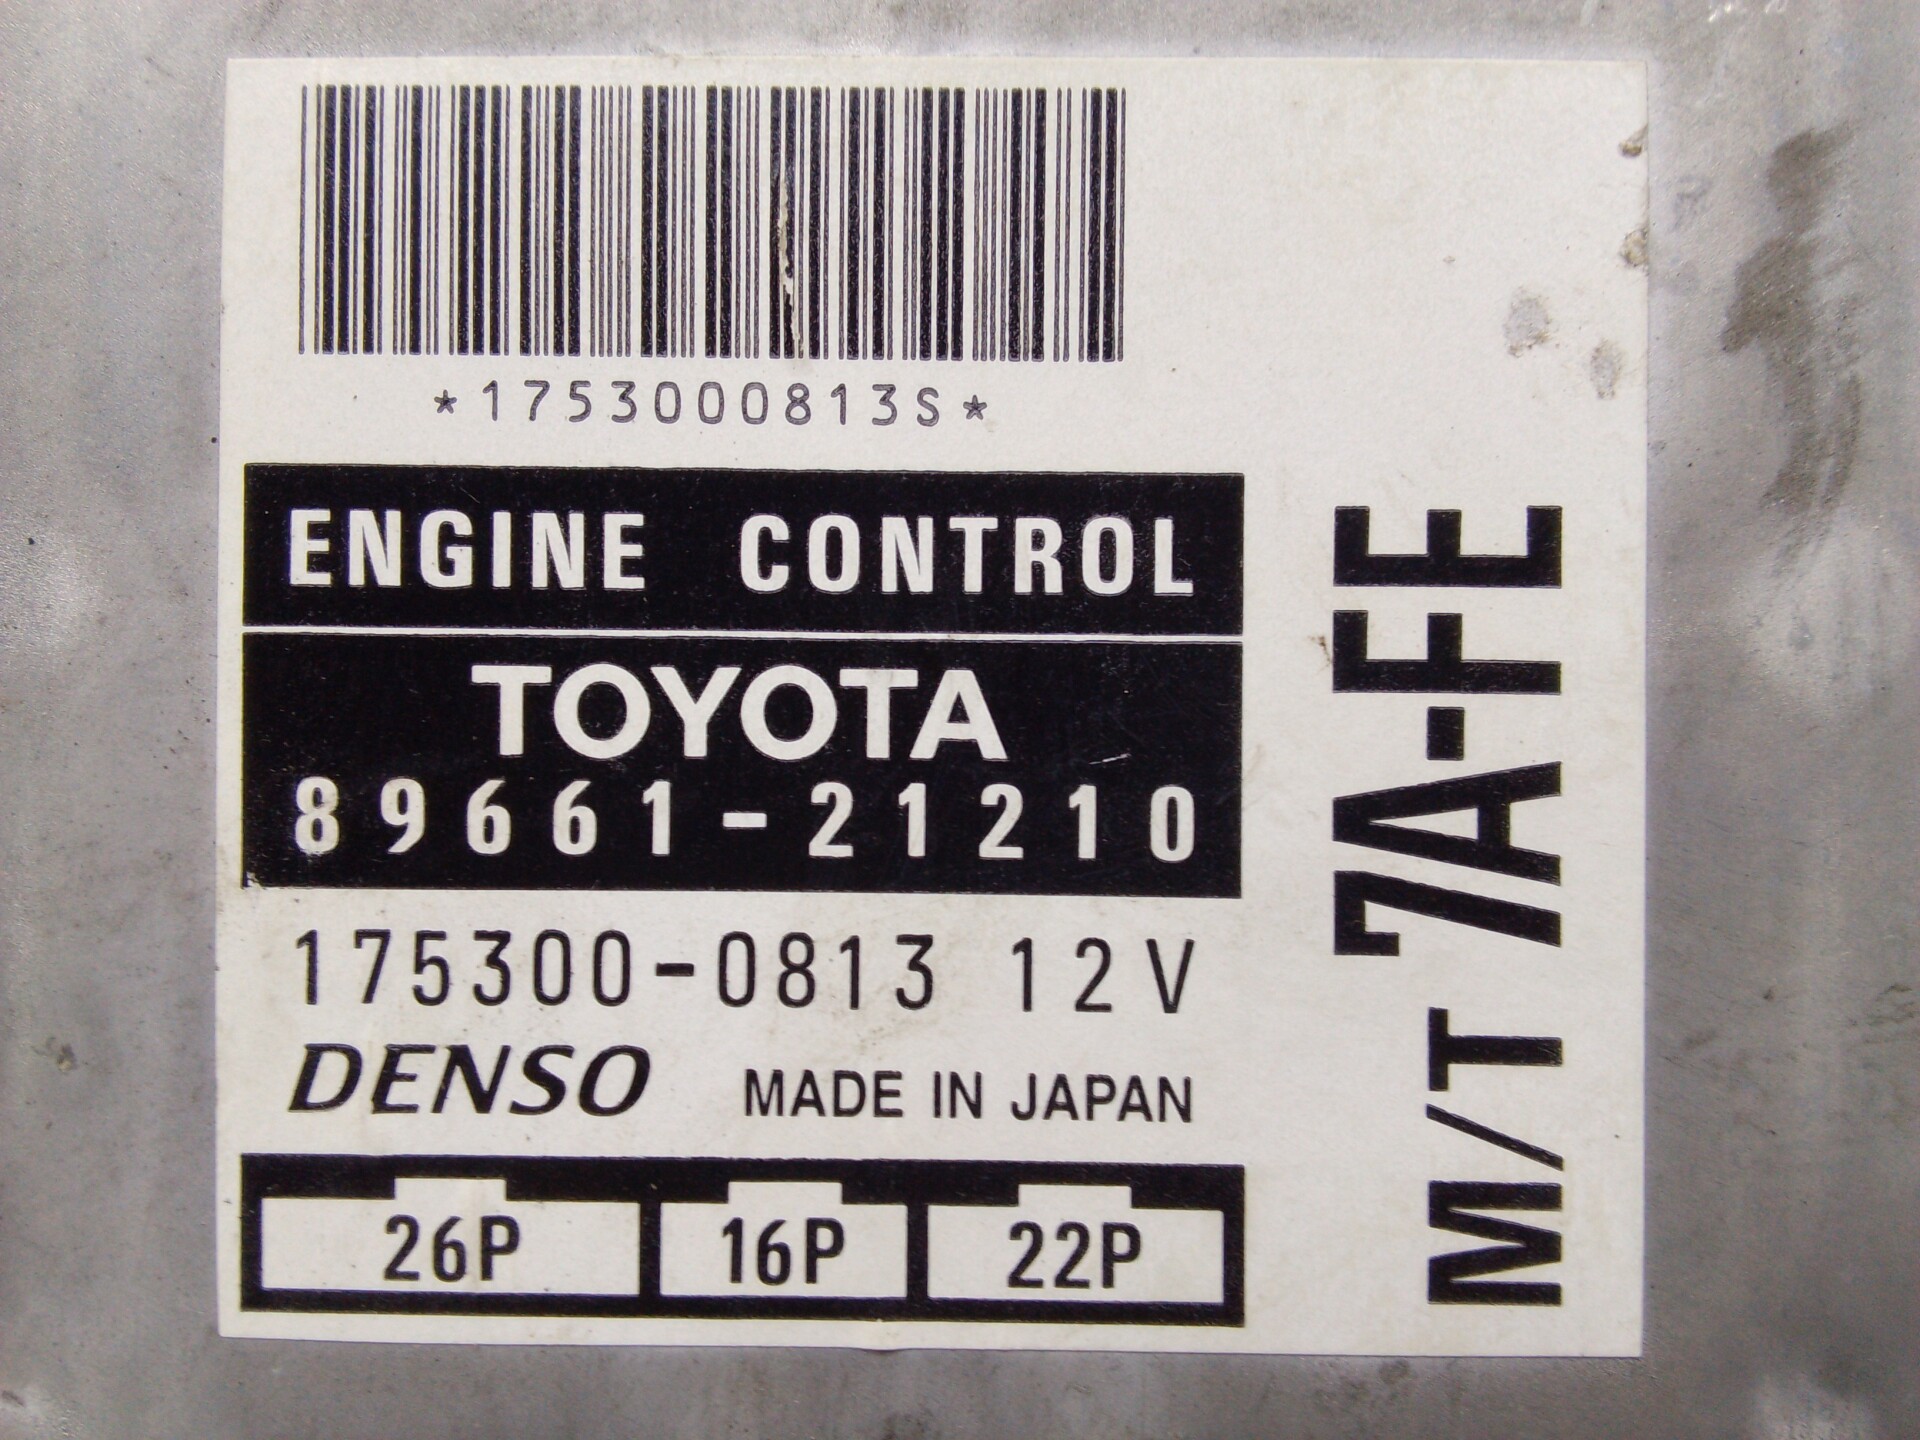 *1753000813S*
ENGINE CONTROL
TOYOTA
89661-21210
175300-0813 12V
DENSO MADE IN JAPAN
26P 16P 22P
M/T 7A-FE